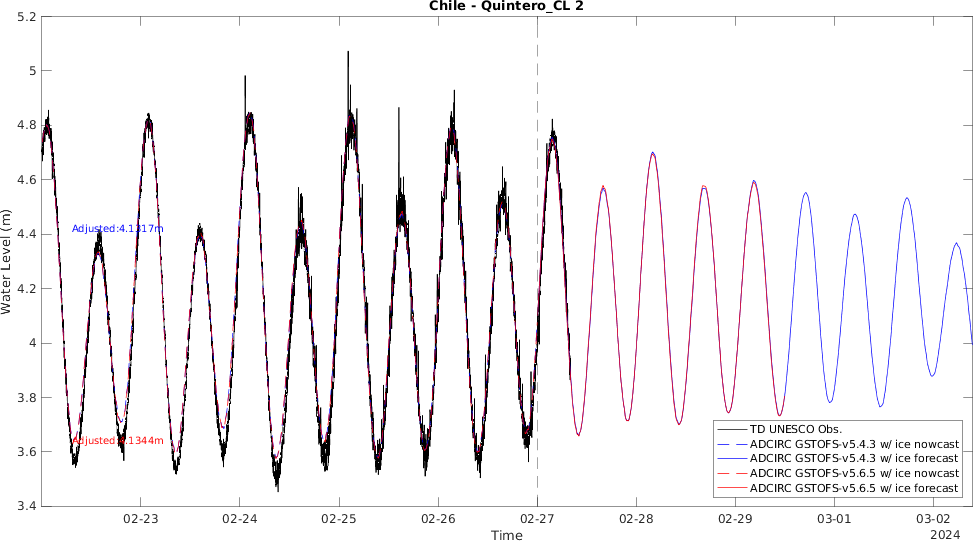 Chile - Quintero_CL 2
5.2
5
4.8
4.6
4.4
4.2
4
3.8
3.6
3.4
Water Level (m)
Adjusted:4.1317m
Adjusted:4.1344m
TD UNESCO Obs.
ADCIRC GSTOFS-v5.4.3 w/ ice nowcast
ADCIRC GSTOFS-v5.4.3 w/ ice forecast
ADCIRC GSTOFS-v5.6.5 w/ ice nowcast
ADCIRC GSTOFS-v5.6.5 w/ ice forecast
02-23 02-24 02-25 02-26 02-27 02-28 02-29 03-01 03-02
Time
2024